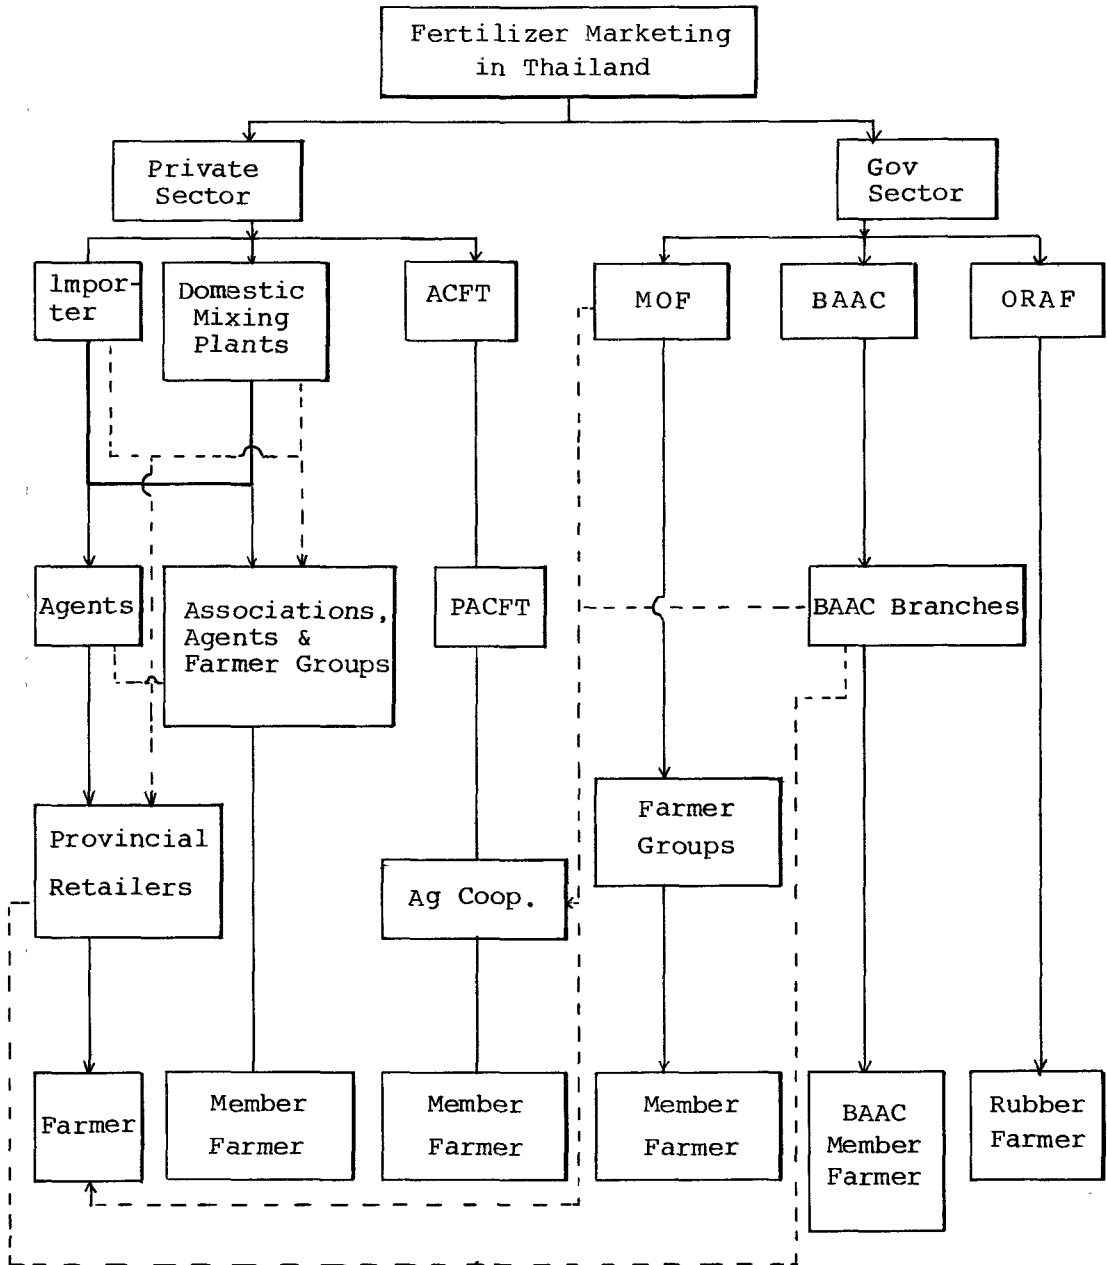 Fertilizer Marketing
in Thailand
Private
Sector
Gov
Sector
lmpor-
ter
Domestic
Mixing
Plants
ACFT
MOF
BAAC
ORAF
Agents
Associations,
Agents &
Farmer Groups
PACFT
BAAC Branches
Provincial
Retailers
Ag Coop.
Farmer
Groups
Farmer
Member
Farmer
Member
Farmer
Member
Farmer
BAAC
Member
Farmer
Rubber
Farmer